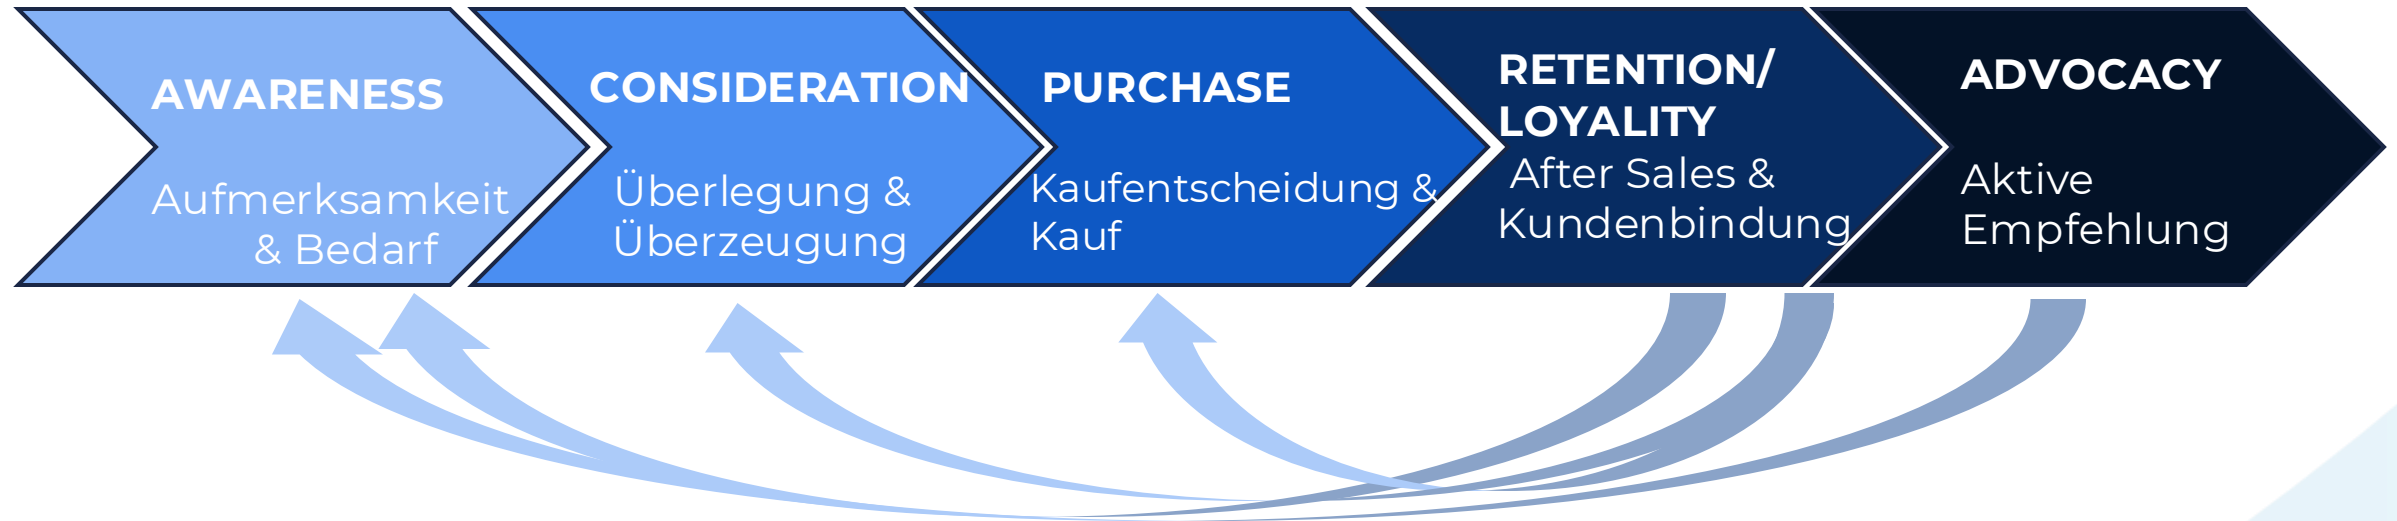 AWARENESS
Aufmerksamkeit
& Bedarf
CONSIDERATION
Überlegung &
Überzeugung
PURCHASE
Kaufentscheidung &
Kauf
RETENTION/
LOYALITY
After Sales &
Kundenbindung
ADVOCACY
Aktive
Empfehlung